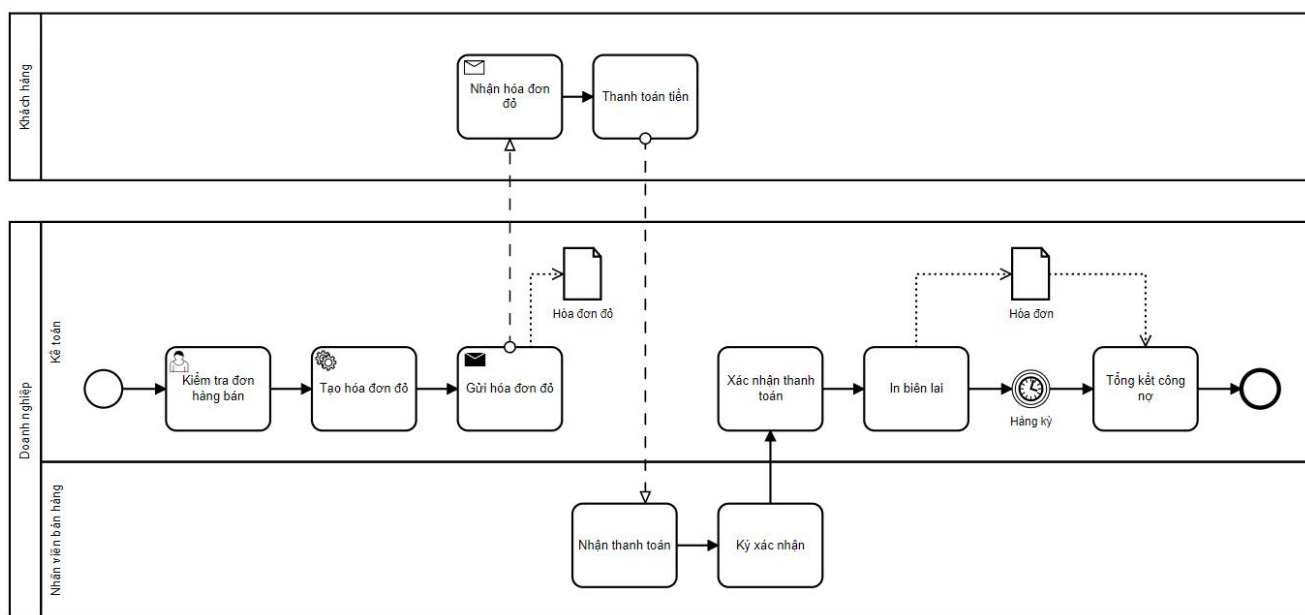 Khách hàng
Nhận hóa đơn
đỏ
Thanh toán tiền
Doanh nghiệp
Kế toán
Kiểm tra đơn
hàng bán
Tạo hóa đơn đỏ
Gửi hóa đơn đỏ
Hóa đơn đỏ
Xác nhận thanh
toán
In biên lai
Hóa đơn
Hàng kỳ
Tổng kết công
nợ
Nhân viên bán hàng
Nhận thanh toán
Ký xác nhận